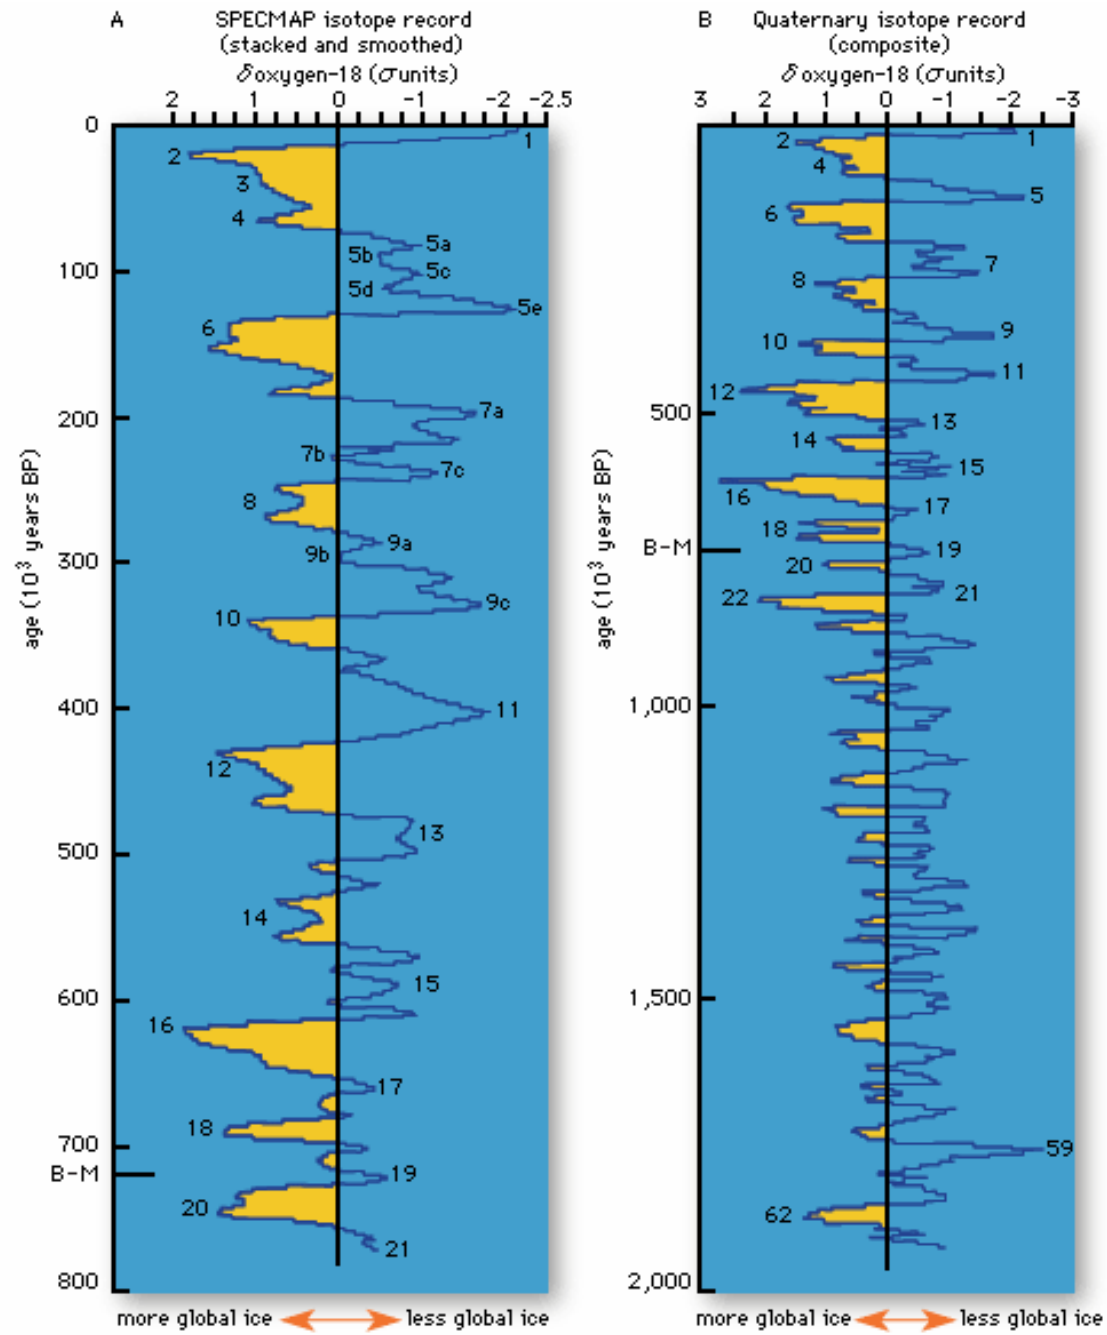 A
SPECMAP isotope record
(stacked and smoothed)
δ oxygen-18 (σ units)
2 1 0 -1 -2 -2.5
0
100
200
300
400
500
600
700
B-M
800
age (10³ years BP)
1
2
3
4
5a
5b
5c
5d
5e
6
7a
7b
7c
8
9a
9b
9c
10
11
12
13
14
15
16
17
18
19
20
21
more global ice
less global ice
B
Quaternary isotope record
(composite)
δ oxygen-18 (σ units)
3 2 1 0 -1 -2 -3
500
B-M
1,000
1,500
2,000
age (10³ years BP)
1
2
4
5
6
7
8
9
10
11
12
13
14
15
16
17
18
19
20
21
22
59
62
more global ice
less global ice